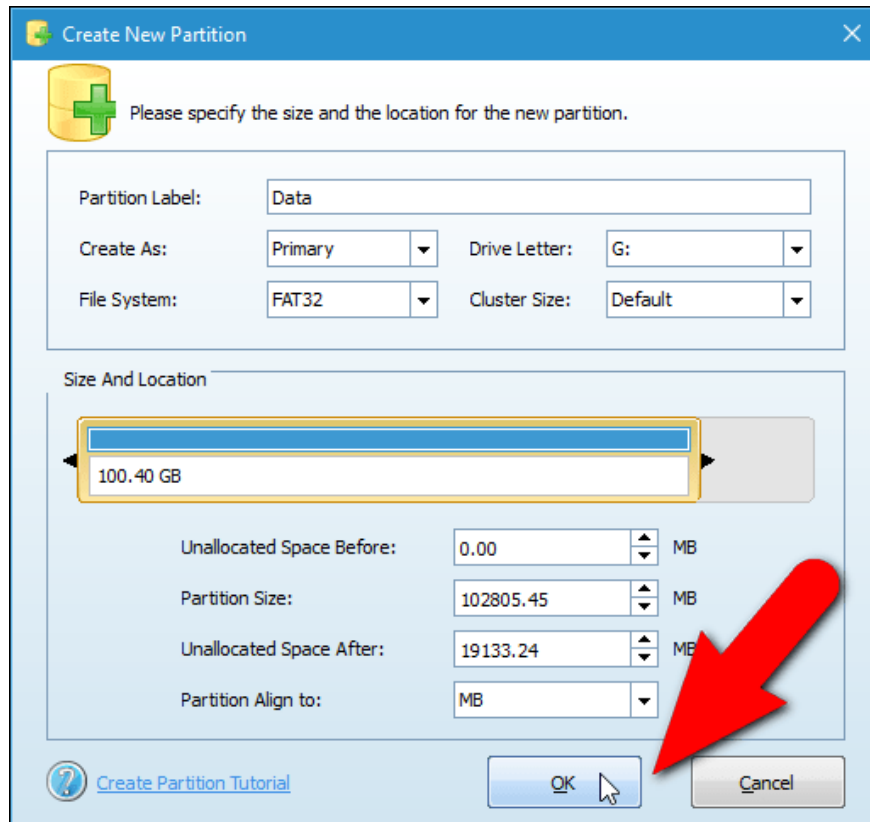 Create New Partition
Please specify the size and the location for the new partition.
Partition Label: Data
Create As: Primary Drive Letter: G:
File System: FAT32 Cluster Size: Default
Size And Location
100.40 GB
Unallocated Space Before: 0.00 MB
Partition Size: 102805.45 MB
Unallocated Space After: 19133.24 MB
Partition Align to: MB
Create Partition Tutorial OK Cancel